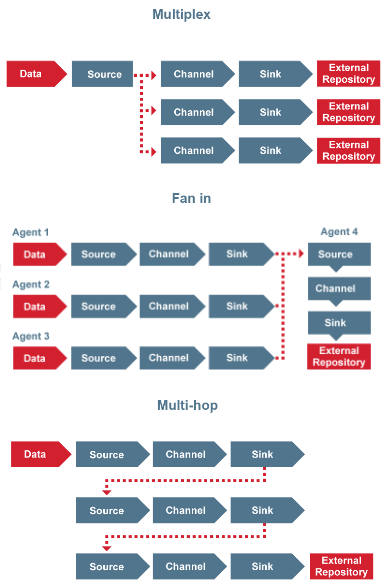 Multiplex
Data Source Channel Sink External Repository
Channel Sink External Repository
Channel Sink External Repository
Fan in
Agent 1 Agent 4
Data Source Channel Sink Source
Agent 2
Channel
Data Source Channel Sink
Sink
Agent 3
Data Source Channel Sink External Repository
Multi-hop
Data Source Channel Sink
Source Channel Sink
Source Channel Sink External Repository